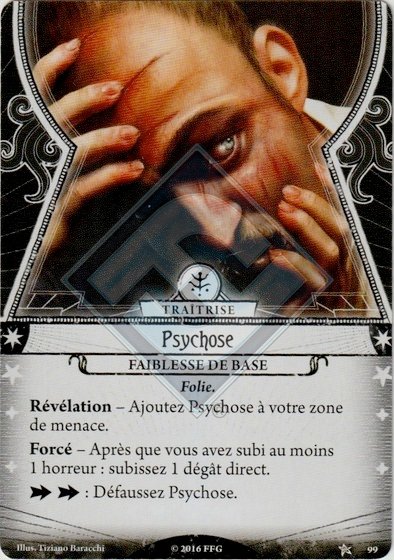 TRAÎTRISE
Psychose
FAIBLESSE DE BASE
Folie.
Révélation – Ajoutez Psychose à votre zone
de menace.
Forcé – Après que vous avez subi au moins
1 horreur : subissez 1 dégât direct.
: Défaussez Psychose.
Illus. Tiziano Baracchi
© 2016 FFG
99